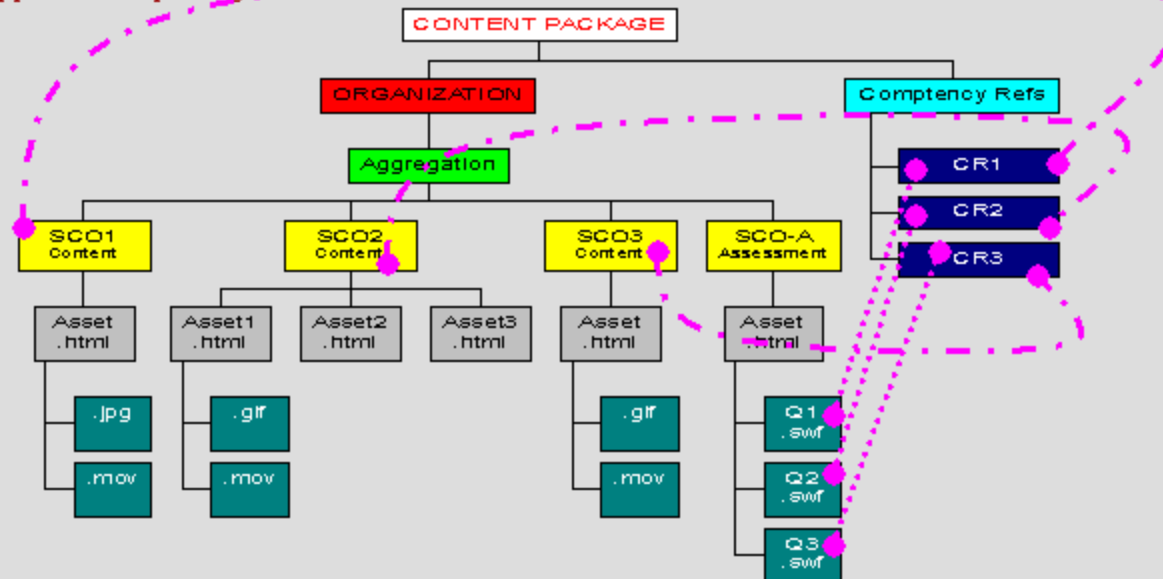 CONTENT PACKAGE
ORGANIZATION
Comptency Refs
Aggregation
CR1
CR2
CR3
SCO1
Content
SCO2
Content
SCO3
Content
SCO-A
Assessment
Asset
.html
Asset1
.html
Asset2
.html
Asset3
.html
Asset
.html
Asset
.html
.jpg
.mov
.gif
.mov
.gif
.mov
Q1
.swf
Q2
.swf
Q3
.swf